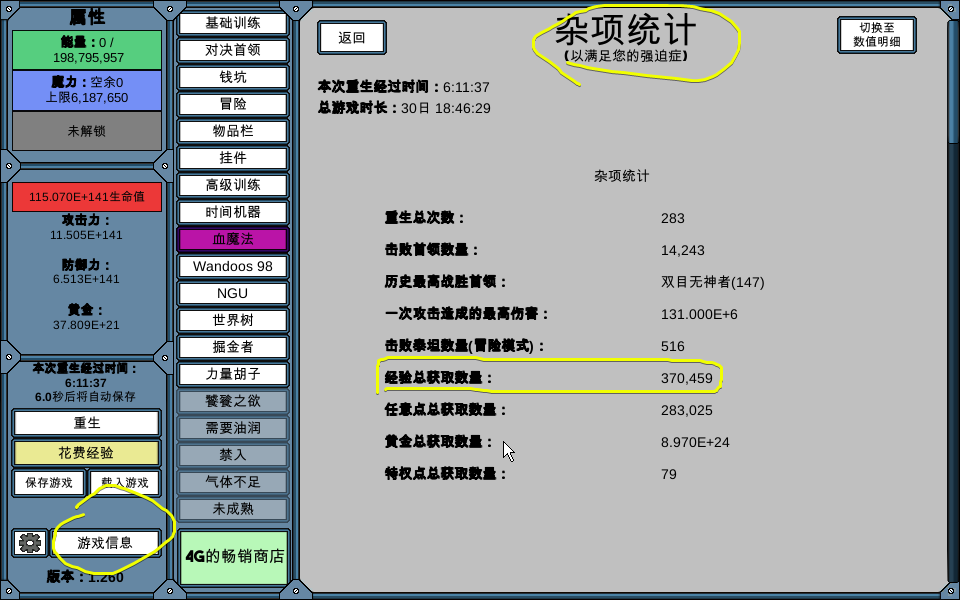 属性
能量：0 /
198,795,957
魔力：空余0
上限6,187,650
未解锁
115.070E+141生命值
攻击力：
11.505E+141
防御力：
6.513E+141
黄金：
37.809E+21
本次重生经过时间：
6:11:37
6.0秒后将自动保存
重生
花费经验
保存游戏
载入游戏
游戏信息
版本：1.260
基础训练
对决首领
钱坑
冒险
物品栏
挂件
高级训练
时间机器
血魔法
Wandoos 98
NGU
世界树
掘金者
力量胡子
饕餮之欲
需要油润
禁入
气体不足
未成熟
4G的畅销商店
返回
杂项统计
(以满足您的强迫症)
切换至
数值明细
本次重生经过时间：6:11:37
总游戏时长：30日 18:46:29
杂项统计
重生总次数： 283
击败首领数量： 14,243
历史最高战胜首领： 双目无神者(147)
一次攻击造成的最高伤害： 131.000E+6
击败泰坦数量(冒险模式)： 516
经验总获取数量： 370,459
任意点总获取数量： 283,025
黄金总获取数量： 8.970E+24
特权点总获取数量： 79